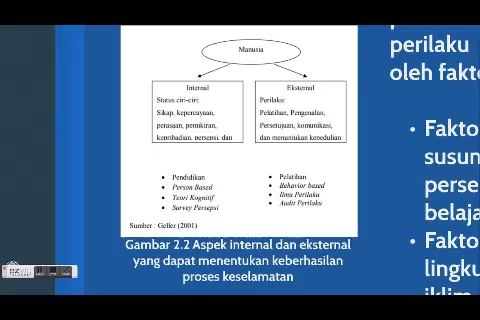 Manusia
Internal
Status ciri-ciri:
Sikap, kepercayaan,
perasaan, pemikiran,
kepribadian, persepsi, dan
Eksternal
Perilaku:
Pelatihan, Pengenalan,
Persetujuan, komunikasi,
dan menunjukan kepedulian
• Pendidikan
• Person Based
• Teori Kognitif
• Survey Persepsi
• Pelatihan
• Behavior based
• Ilmu Perilaku
• Audit Perilaku
Sumber : Geller (2001)
Gambar 2.2 Aspek internal dan eksternal
yang dapat menentukan keberhasilan
proses keselamatan
perilaku
oleh fakto
• Fakto
susun
perse
belaja
• Fakto
lingku
iklim